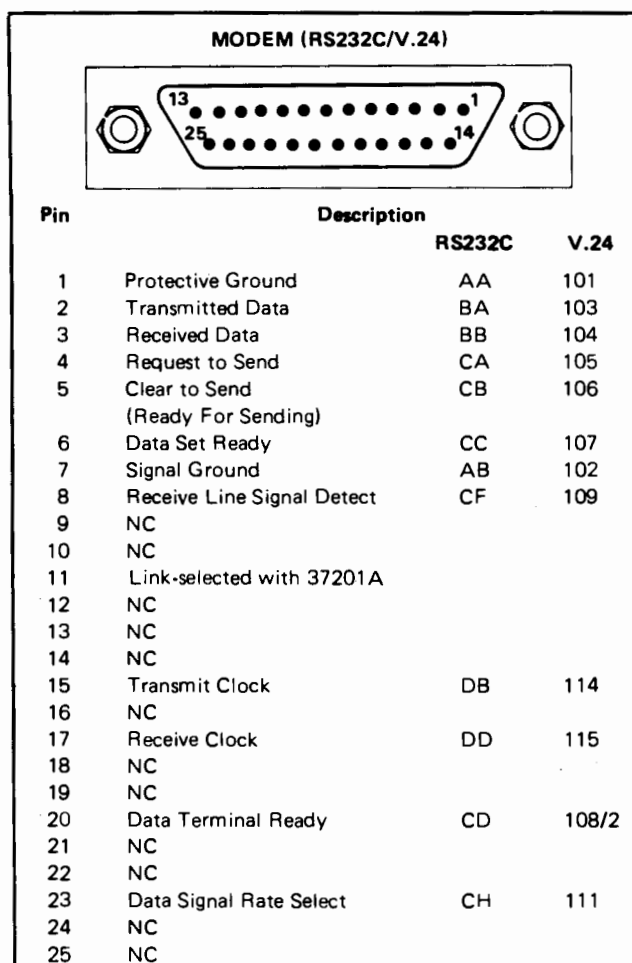 MODEM (RS232C/V.24)
13 1
25 14
Pin Description
RS232C V.24
1 Protective Ground AA 101
2 Transmitted Data BA 103
3 Received Data BB 104
4 Request to Send CA 105
5 Clear to Send CB 106
(Ready For Sending)
6 Data Set Ready CC 107
7 Signal Ground AB 102
8 Receive Line Signal Detect CF 109
9 NC
10 NC
11 Link-selected with 37201A
12 NC
13 NC
14 NC
15 Transmit Clock DB 114
16 NC
17 Receive Clock DD 115
18 NC
19 NC
20 Data Terminal Ready CD 108/2
21 NC
22 NC
23 Data Signal Rate Select CH 111
24 NC
25 NC